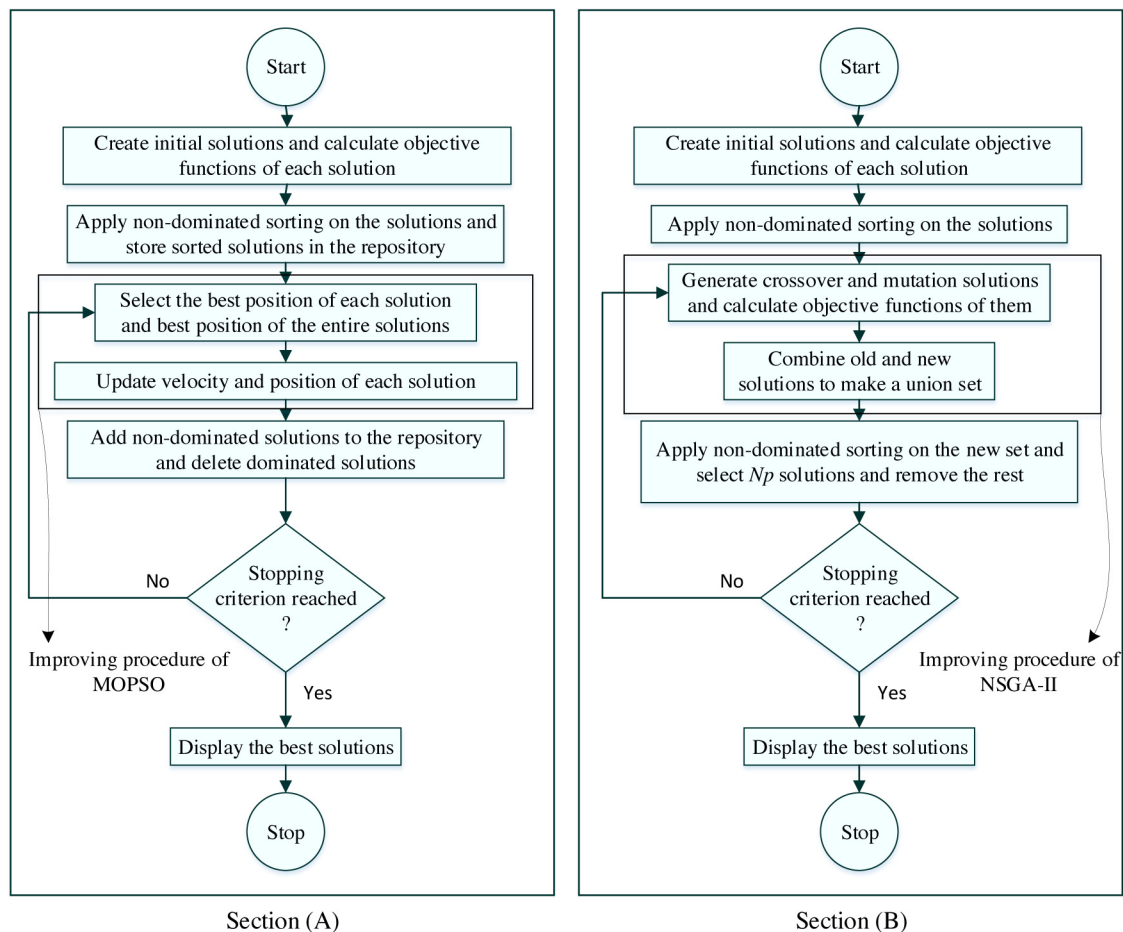 Start
Create initial solutions and calculate objective
functions of each solution
Apply non-dominated sorting on the solutions and
store sorted solutions in the repository
Select the best position of each solution
and best position of the entire solutions
Update velocity and position of each solution
Add non-dominated solutions to the repository
and delete dominated solutions
Stopping
criterion reached
?
No
Improving procedure of
MOPSO
Yes
Display the best solutions
Stop
Section (A)
Start
Create initial solutions and calculate objective
functions of each solution
Apply non-dominated sorting on the solutions
Generate crossover and mutation solutions
and calculate objective functions of them
Combine old and new
solutions to make a union set
Apply non-dominated sorting on the new set and
select Np solutions and remove the rest
Stopping
criterion reached
?
No
Improving procedure of
NSGA-II
Yes
Display the best solutions
Stop
Section (B)